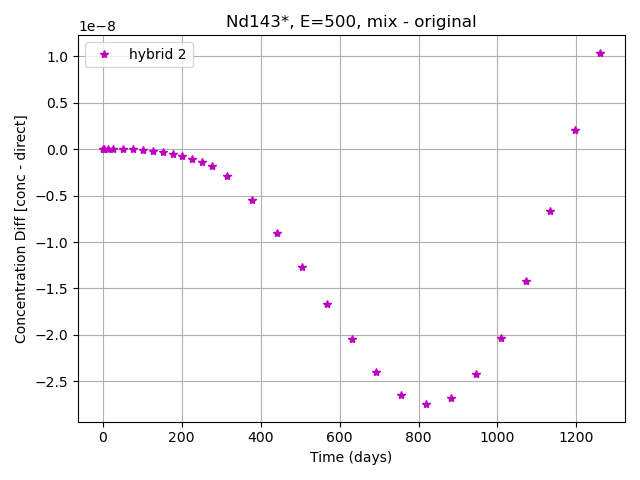 Nd143*, E=500, mix - original
1e−8
hybrid 2
1.0
0.5
0.0
−0.5
−1.0
−1.5
−2.0
−2.5
Concentration Diff [conc - direct]
0 200 400 600 800 1000 1200
Time (days)